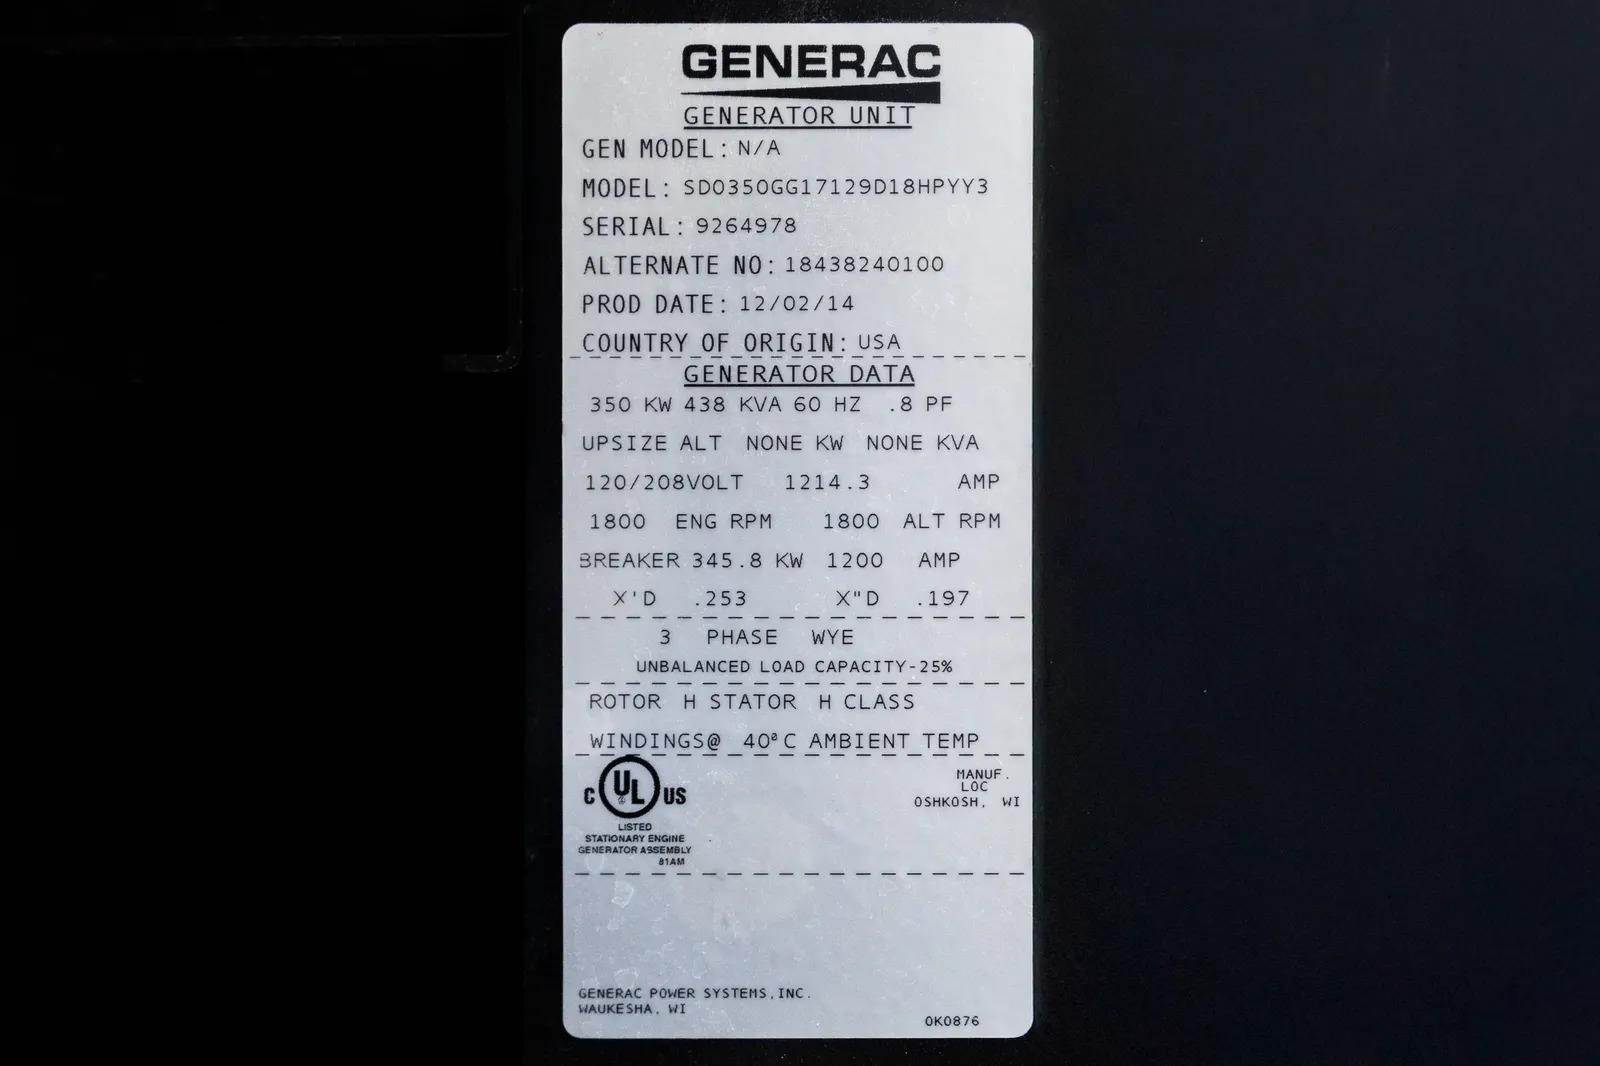 GENERAC
GENERATOR UNIT
GEN MODEL: N/A
MODEL: SD0350GG17129D18HPYY3
SERIAL: 9264978
ALTERNATE NO: 18438240100
PROD DATE: 12/02/14
COUNTRY OF ORIGIN: USA
GENERATOR DATA
350 KW 438 KVA 60 HZ .8 PF
UPSIZE ALT NONE KW NONE KVA
120/208VOLT 1214.3 AMP
1800 ENG RPM 1800 ALT RPM
BREAKER 345.8 KW 1200 AMP
X'D .253 X"D .197
3 PHASE WYE
UNBALANCED LOAD CAPACITY-25%
ROTOR H STATOR H CLASS
WINDINGS@ 40°C AMBIENT TEMP
C UL US
LISTED
STATIONARY ENGINE
GENERATOR ASSEMBLY
81AM
MANUF.
LOC
OSHKOSH, WI
GENERAC POWER SYSTEMS, INC.
WAUKESHA, WI
0K0876